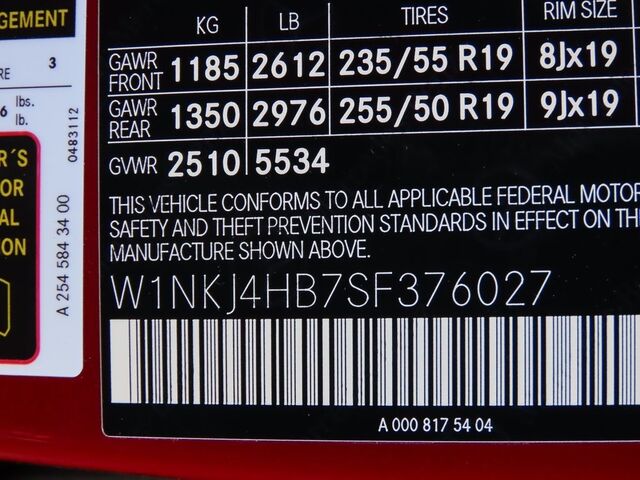 KG LB TIRES RIM SIZE
GAWR FRONT 1185 2612 235/55 R19 8Jx19
GAWR REAR 1350 2976 255/50 R19 9Jx19
GVWR 2510 5534
THIS VEHICLE CONFORMS TO ALL APPLICABLE FEDERAL MOTOR
SAFETY AND THEFT PREVENTION STANDARDS IN EFFECT ON TH
MANUFACTURE SHOWN ABOVE.
W1NKJ4HB7SF376027
A 000 817 54 04
GEMENT
RE 3
6 lbs.
lb.
R´S
OR
AL
ON
0483112
A 254 584 34 00